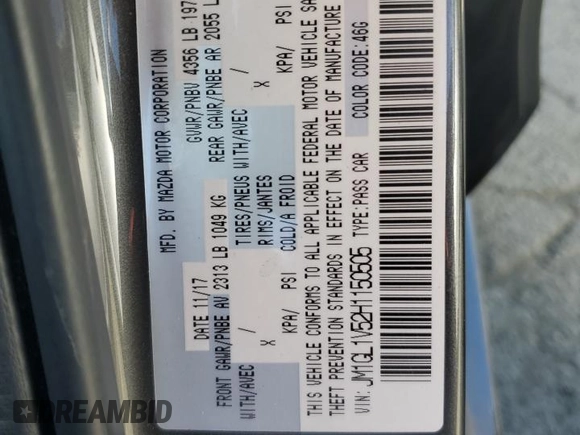 MFD. BY MAZDA MOTOR CORPORATION
DATE 11/17 GVWR/PNBV 4356 LB 197
FRONT GAWR/PNBE AV 2313 LB 1049 KG REAR GAWR/PNBE AR 2055 L
TIRES/PNEUS WITH/AVEC
WITH/AVEC X RIMS/JANTES X
KPA/ PSI COLD/A FROID KPA/ PSI
THIS VEHICLE CONFORMS TO ALL APPLICABLE FEDERAL MOTOR VEHICLE SA
PREVENTION STANDARDS IN EFFECT ON THE DATE OF MANUFACTURE
VIN: JM1GL1V52H1150505 TYPE:PASS CAR COLOR CODE:46G
DREAMBID